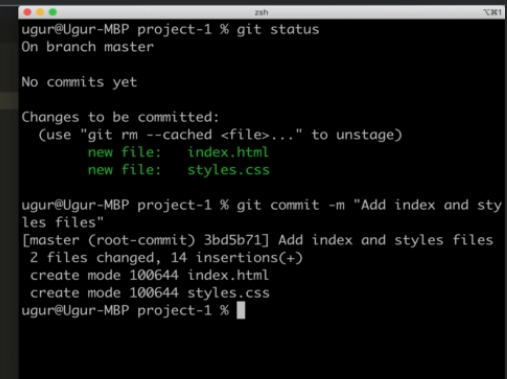 zsh
⌥⌘1
ugur@Ugur-MBP project-1 % git status
On branch master
No commits yet
Changes to be committed:
(use "git rm --cached <file>..." to unstage)
new file:   index.html
new file:   styles.css
ugur@Ugur-MBP project-1 % git commit -m "Add index and sty
les files"
[master (root-commit) 3bd5b71] Add index and styles files
2 files changed, 14 insertions(+)
create mode 100644 index.html
create mode 100644 styles.css
ugur@Ugur-MBP project-1 %